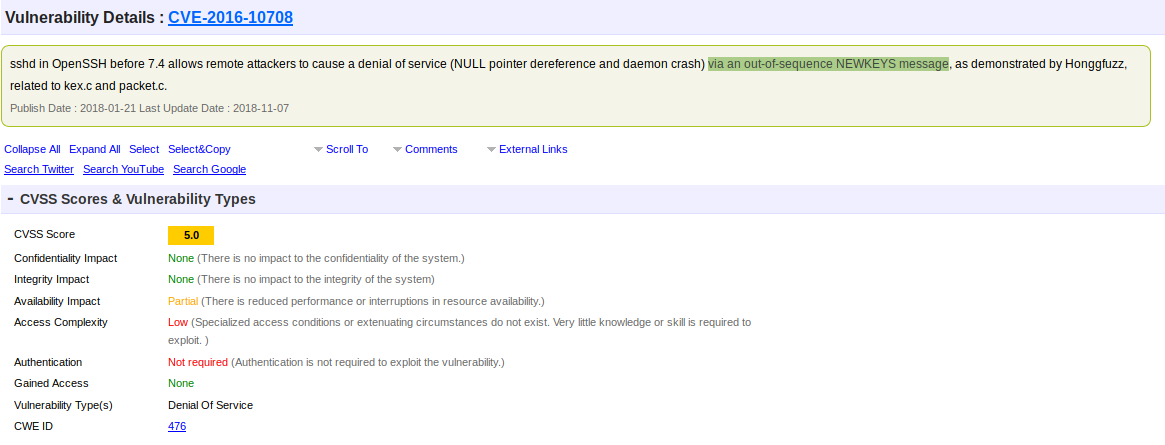 Vulnerability Details : CVE-2016-10708
sshd in OpenSSH before 7.4 allows remote attackers to cause a denial of service (NULL pointer dereference and daemon crash) via an out-of-sequence NEWKEYS message, as demonstrated by Honggfuzz,
related to kex.c and packet.c.
Publish Date : 2018-01-21 Last Update Date : 2018-11-07
Collapse All Expand All Select Select&Copy Scroll To Comments External Links
Search Twitter Search YouTube Search Google
- CVSS Scores & Vulnerability Types
CVSS Score 5.0
Confidentiality Impact None (There is no impact to the confidentiality of the system.)
Integrity Impact None (There is no impact to the integrity of the system)
Availability Impact Partial (There is reduced performance or interruptions in resource availability.)
Access Complexity Low (Specialized access conditions or extenuating circumstances do not exist. Very little knowledge or skill is required to
exploit. )
Authentication Not required (Authentication is not required to exploit the vulnerability.)
Gained Access None
Vulnerability Type(s) Denial Of Service
CWE ID 476